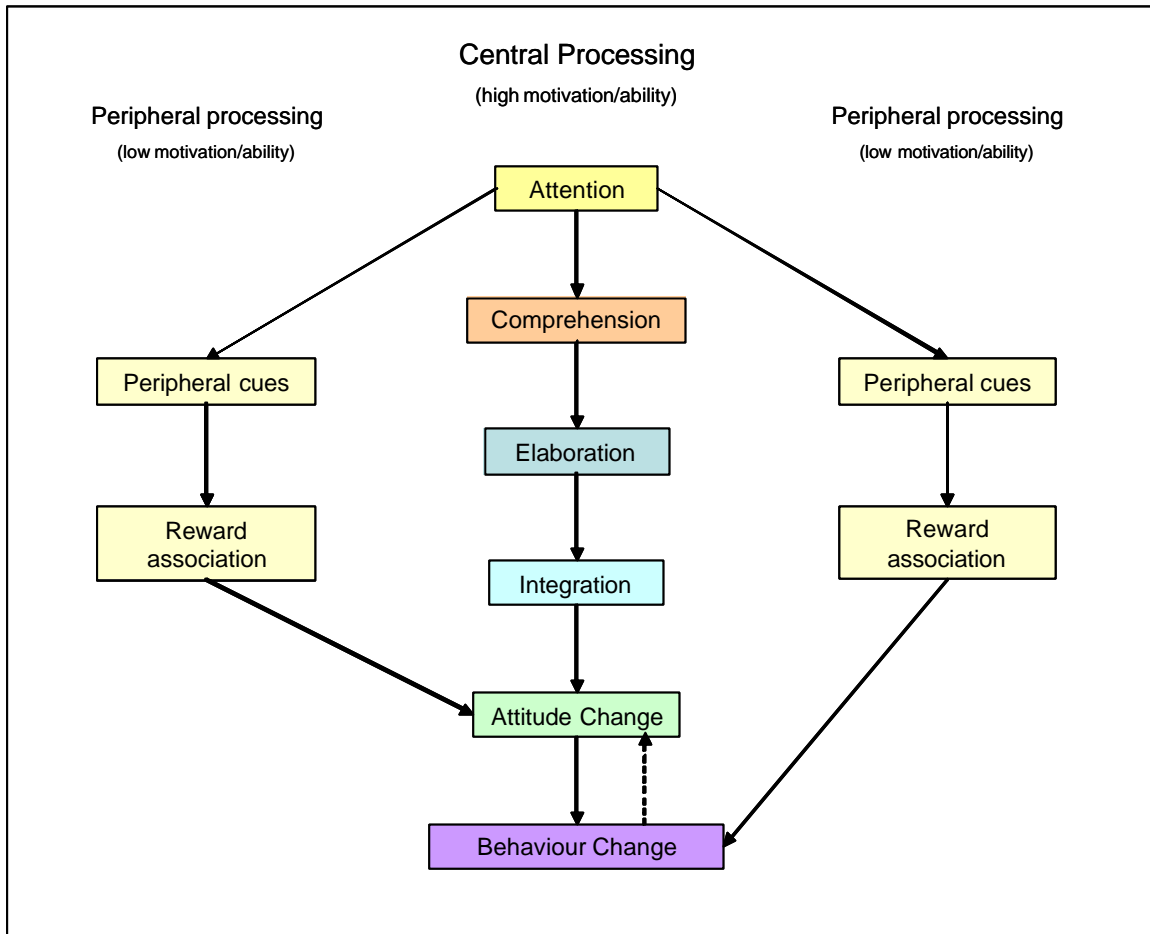 Central Processing
(high motivation/ability)
Peripheral processing
(low motivation/ability)
Peripheral processing
(low motivation/ability)
Attention
Comprehension
Peripheral cues
Peripheral cues
Elaboration
Reward
association
Reward
association
Integration
Attitude Change
Behaviour Change